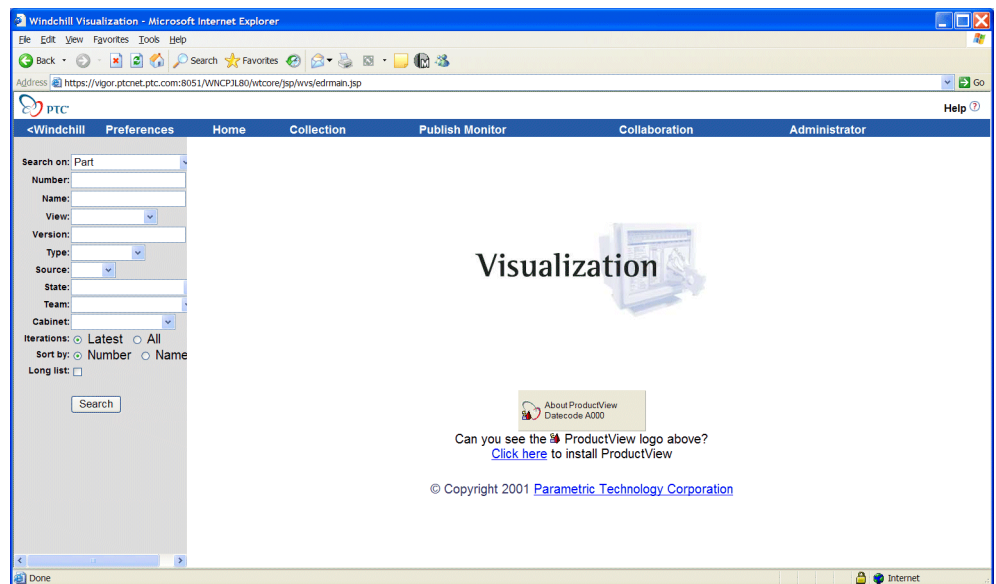 Windchill Visualization - Microsoft Internet Explorer
File Edit View Favorites Tools Help
Back Search Favorites
Address https://vigor.ptcnet.ptc.com:8051/WNCPJL80/wtcore/jsp/wvs/edrmain.jsp Go
PTC Help ?
<Windchill Preferences Home Collection Publish Monitor Collaboration Administrator
Search on: Part
Number:
Name:
View:
Version:
Type:
Source:
State:
Team:
Cabinet:
Iterations: Latest All
Sort by: Number Name
Long list:
Search
Visualization
About ProductView
Datecode A000
Can you see the ProductView logo above?
Click here to install ProductView
© Copyright 2001 Parametric Technology Corporation
Done Internet